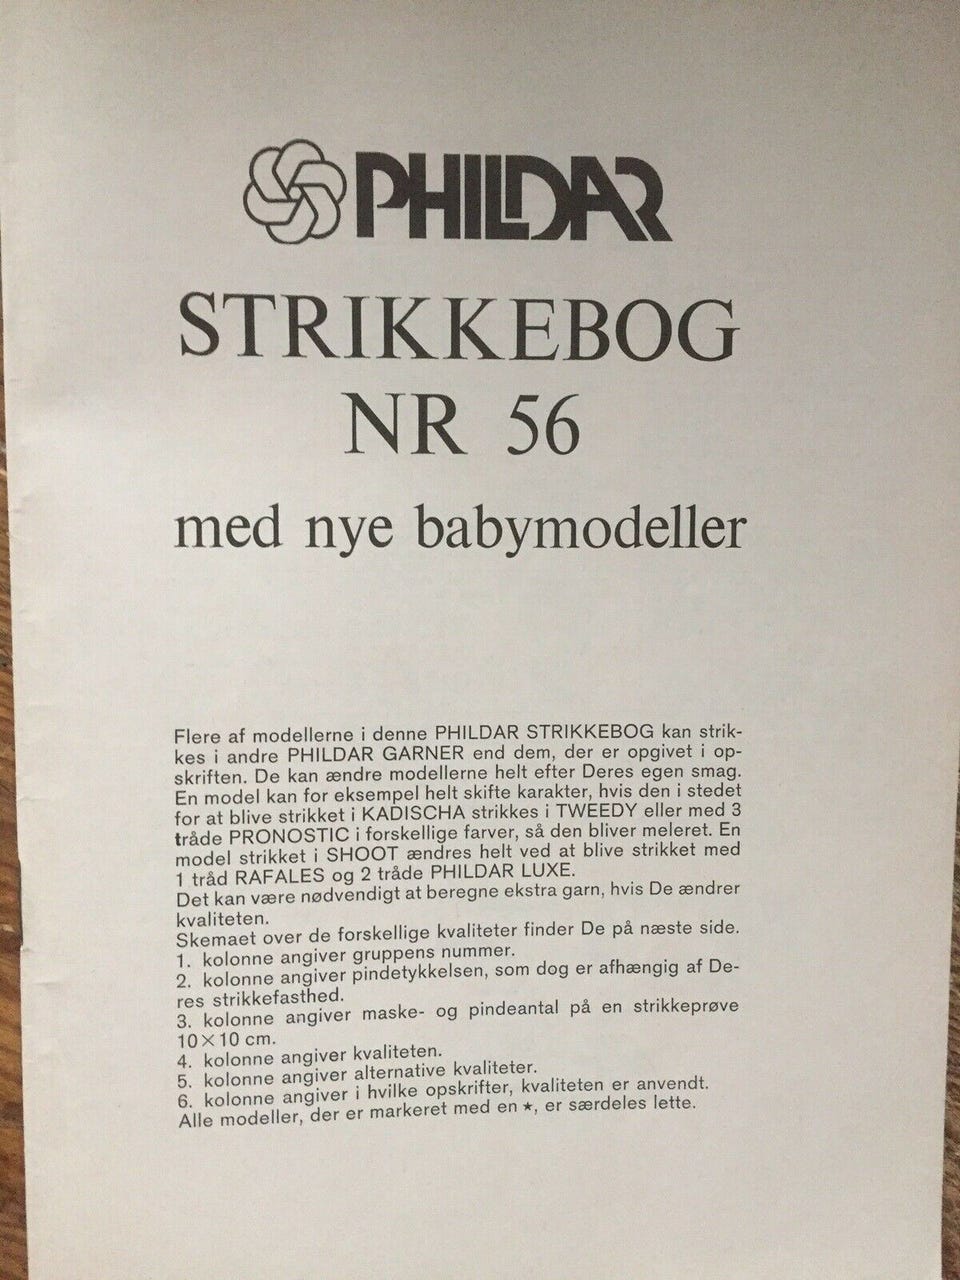 PHILDAR
STRIKKEBOG
NR 56
med nye babymodeller
Flere af modellerne i denne PHILDAR STRIKKEBOG kan strik-
kes i andre PHILDAR GARNER end dem, der er opgivet i op-
skriften. De kan ændre modellerne helt efter Deres egen smag.
En model kan for eksempel helt skifte karakter, hvis den i stedet
for at blive strikket i KADISCHA strikkes i TWEEDY eller med 3
tråde PRONOSTIC i forskellige farver, så den bliver meleret. En
model strikket i SHOOT ændres helt ved at blive strikket med
1 tråd RAFALES og 2 tråde PHILDAR LUXE.
Det kan være nødvendigt at beregne ekstra garn, hvis De ændrer
kvaliteten.
Skemaet over de forskellige kvaliteter finder De på næste side.
1. kolonne angiver gruppens nummer.
2. kolonne angiver pindetykkelsen, som dog er afhængig af De-
res strikkefasthed.
3. kolonne angiver maske- og pindeantal på en strikkeprøve
10×10 cm.
4. kolonne angiver kvaliteten.
5. kolonne angiver alternative kvaliteter.
6. kolonne angiver i hvilke opskrifter, kvaliteten er anvendt.
Alle modeller, der er markeret med en ★, er særdeles lette.